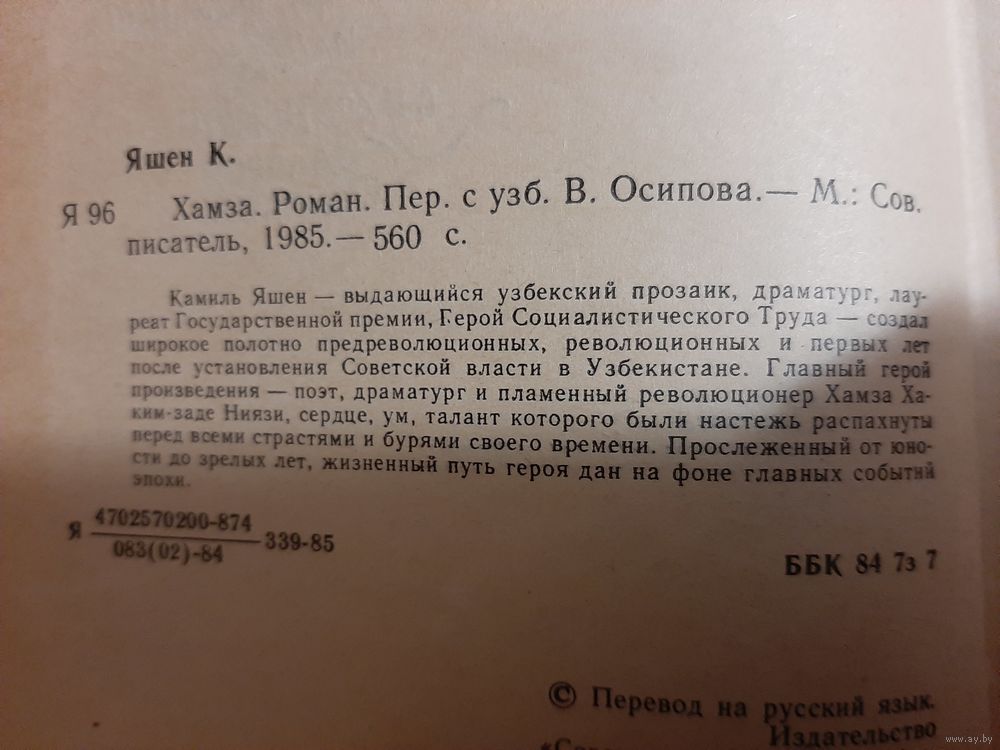 Яшен К.
Я 96 Хамза. Роман. Пер. с узб. В. Осипова.— М.: Сов.
писатель, 1985.— 560 с.
Камиль Яшен — выдающийся узбекский прозаик, драматург, лау-
реат Государственной премии, Герой Социалистического Труда — создал
широкое полотно предреволюционных, революционных и первых лет
после установления Советской власти в Узбекистане. Главный герой
произведения — поэт, драматург и пламенный революционер Хамза Ха-
ким-заде Ниязи, сердце, ум, талант которого были настежь распахнуты
перед всеми страстями и бурями своего времени. Прослеженный от юно-
сти до зрелых лет, жизненный путь героя дан на фоне главных событий
эпохи.
Я 4702570200-874
083(02)-84 339-85
ББК 84 7з 7
© Перевод на русский язык.
Издательство
www.ay.by